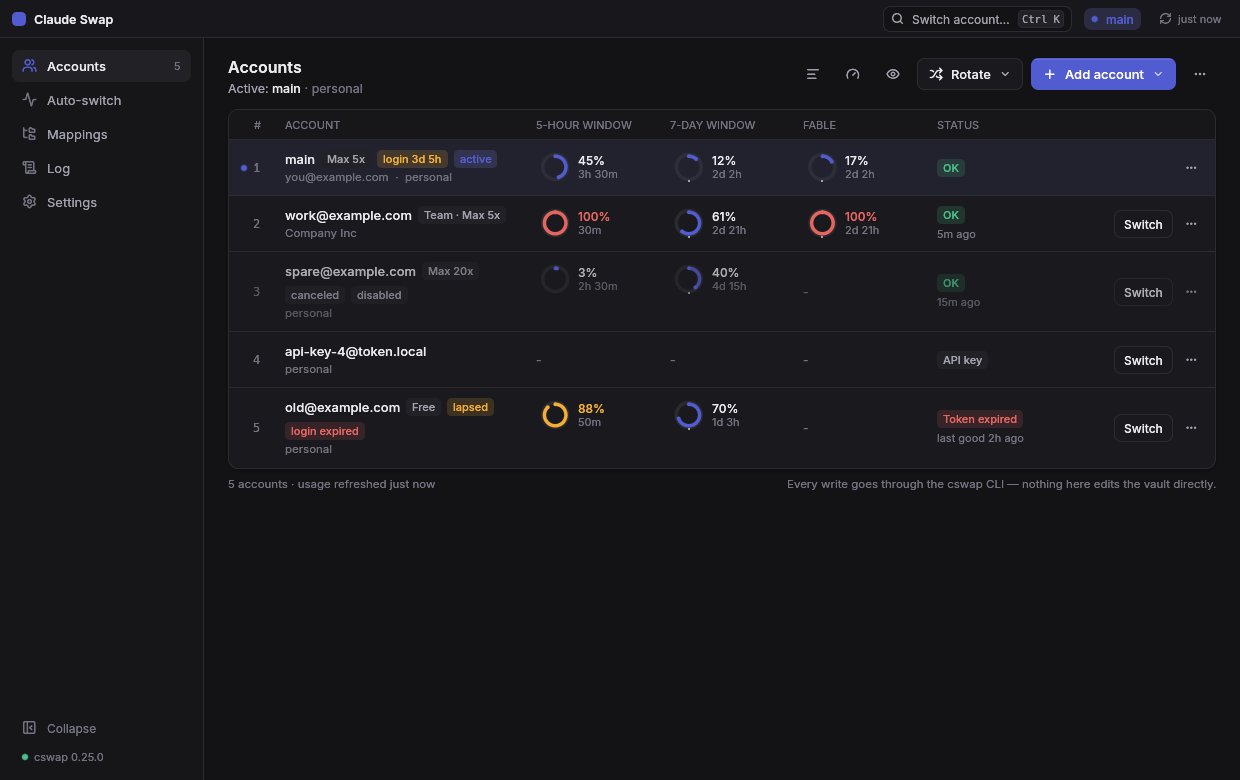 Claude Swap
Switch account... Ctrl K
main
just now
Accounts 5
Auto-switch
Mappings
Log
Settings
Collapse
cswap 0.25.0
Accounts
Active: main · personal
Rotate
Add account
# ACCOUNT 5-HOUR WINDOW 7-DAY WINDOW FABLE STATUS
1 main Max 5x login 3d 5h active
you@example.com · personal
45%
3h 30m
12%
2d 2h
17%
2d 2h
OK
2 work@example.com Team · Max 5x
Company Inc
100%
30m
61%
2d 21h
100%
2d 21h
OK
5m ago
Switch
3 spare@example.com Max 20x
canceled disabled
personal
3%
2h 30m
40%
4d 15h
-
OK
15m ago
Switch
4 api-key-4@token.local
personal
- - -
API key
Switch
5 old@example.com Free lapsed
login expired
personal
88%
50m
70%
1d 3h
-
Token expired
last good 2h ago
Switch
5 accounts · usage refreshed just now
Every write goes through the cswap CLI — nothing here edits the vault directly.